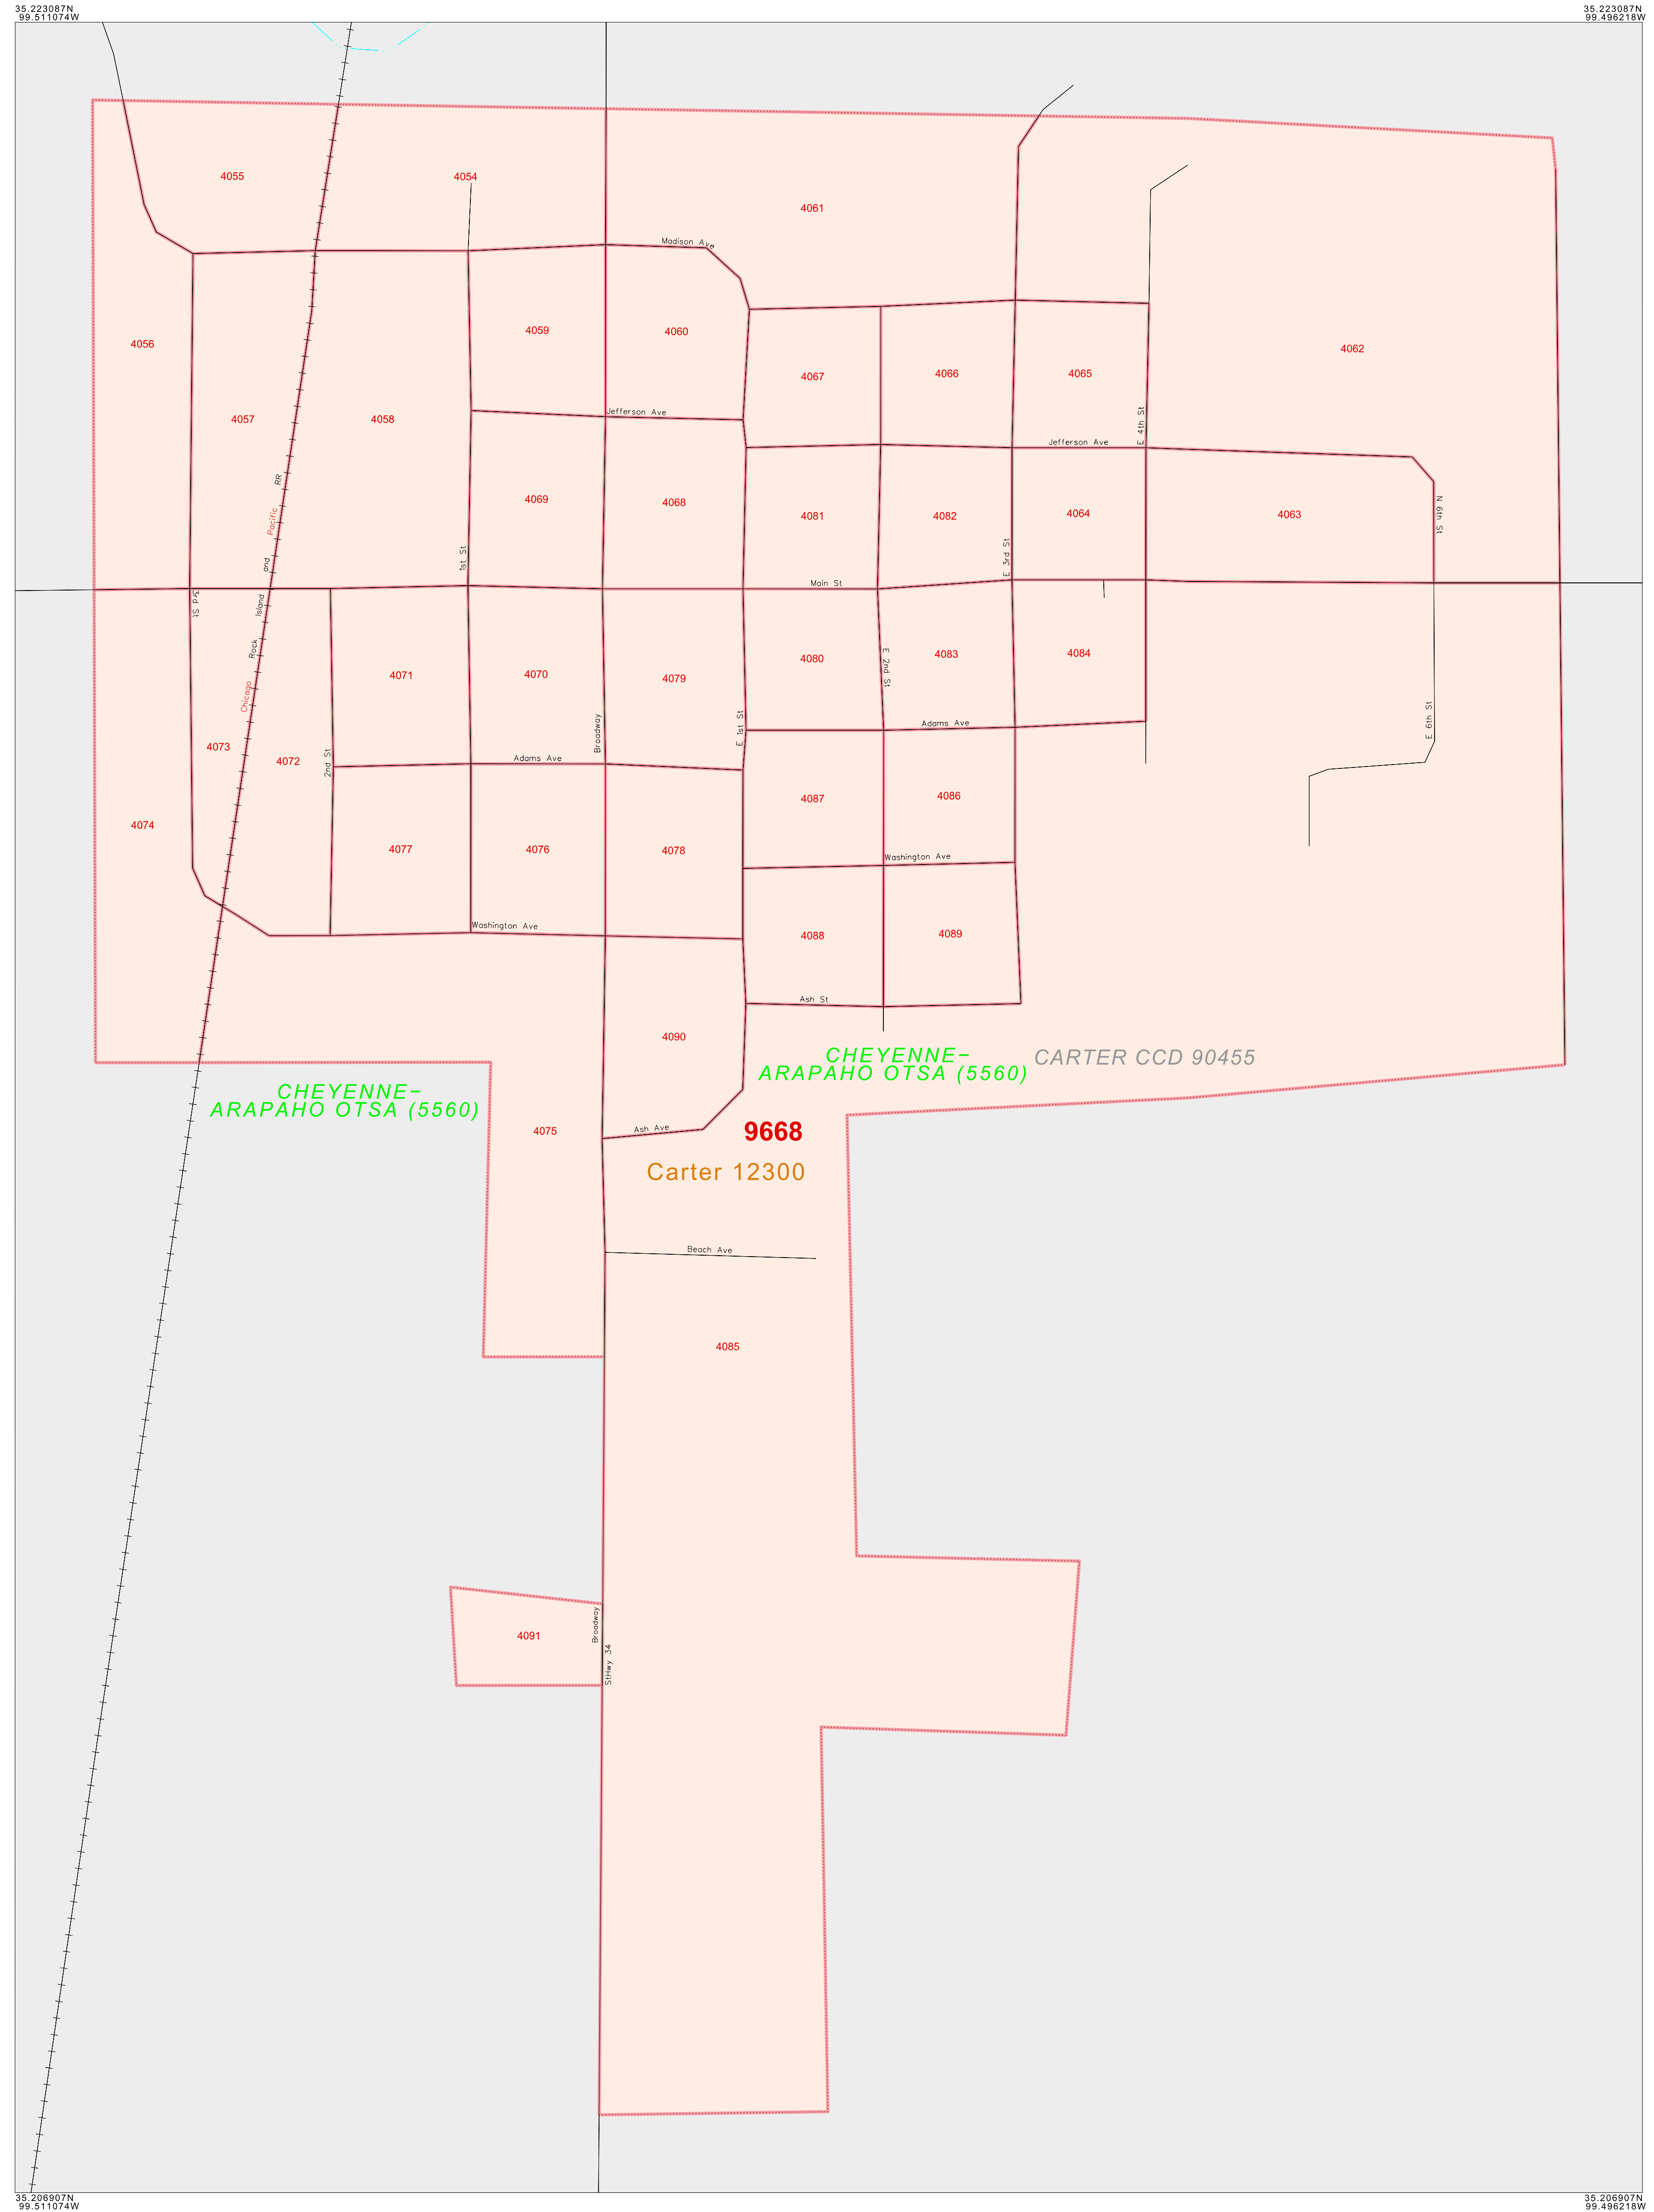 35.223087N
99.511074W
35.223087N
99.496218W
4055
4054
4061
Madison Ave
4056
4059
4060
4062
4067
4066
4065
4057
4058
Jefferson Ave
E 4th St
Jefferson Ave
4069
4068
4081
4082
4064
4063
N 6th St
1st St
E 3rd St
Main St
3rd St
Chicago Rock Island and Pacific RR
4071
4070
4079
4080
E 2nd St
4083
4084
4073
4072
2nd St
Broadway
E 1st St
Adams Ave
E 6th St
Adams Ave
4074
4077
4076
4078
4087
4086
Washington Ave
Washington Ave
4088
4089
Ash St
4090
CHEYENNE-
ARAPAHO OTSA (5560)
CARTER CCD 90455
CHEYENNE-
ARAPAHO OTSA (5560)
4075
Ash Ave
9668
Carter 12300
Beach Ave
4085
4091
Broadway
StHwy 34
35.206907N
99.511074W
35.206907N
99.496218W